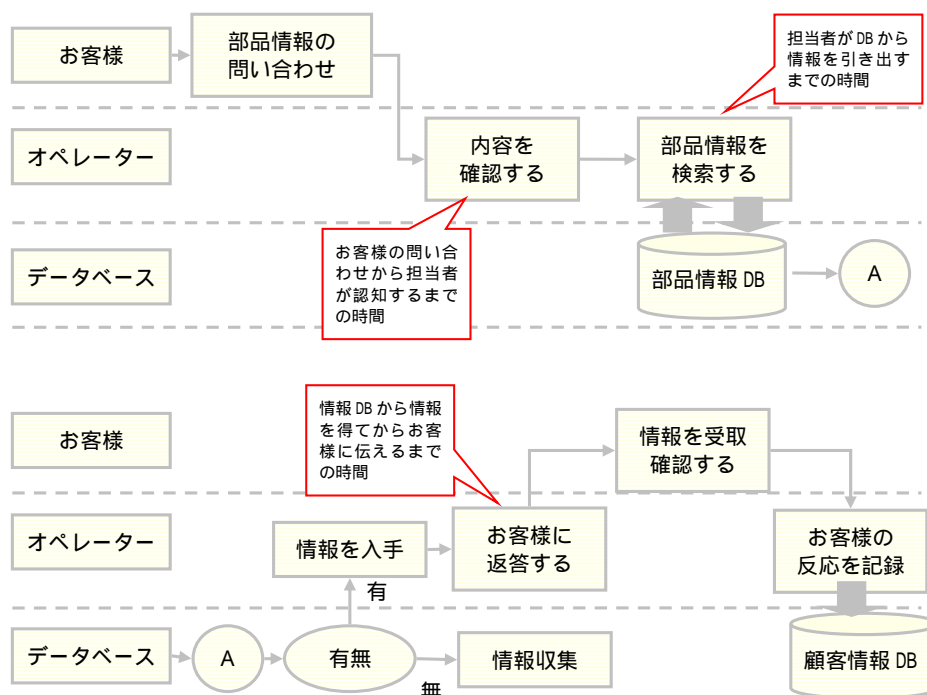 お客様
部品情報の
問い合わせ
担当者が DB から
情報を引き出す
までの時間
オペレーター
内容を
確認する
部品情報を
検索する
お客様の問い合
わせから担当者
が認知するまで
の時間
データベース
部品情報 DB
A
お客様
情報 DB から情報
を得てからお客
様に伝えるまで
の時間
情報を受取
確認する
オペレーター
情報を入手
お客様に
返答する
お客様の
反応を記録
有
データベース
A
有無
無
情報収集
顧客情報 DB